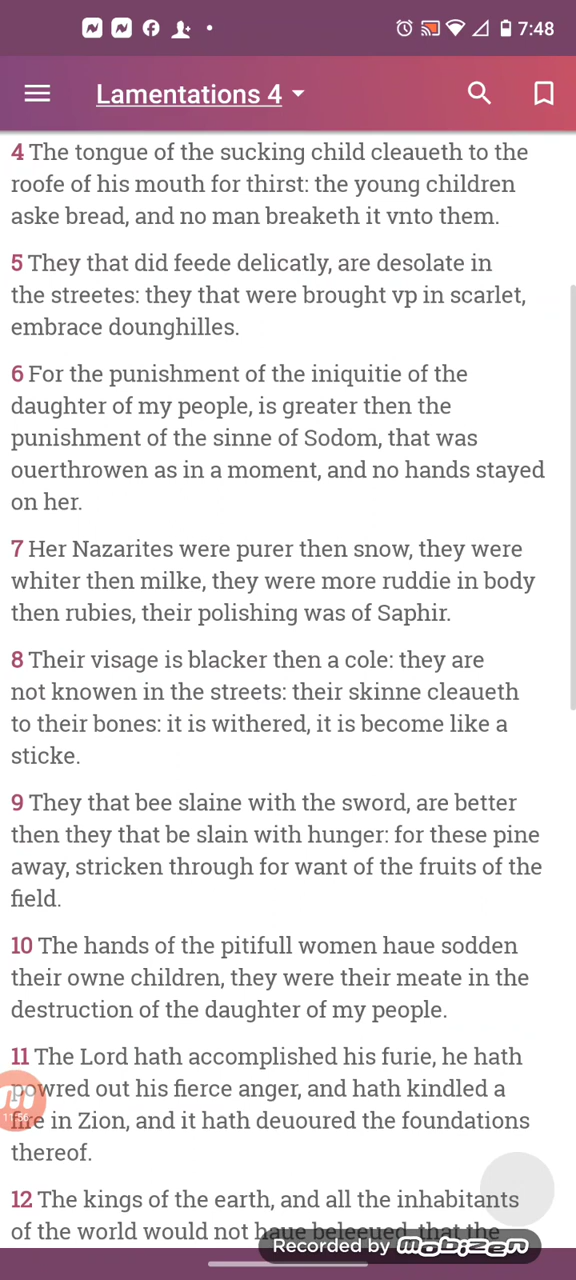 7:48
Lamentations 4
4 The tongue of the sucking child cleaueth to the
roofe of his mouth for thirst: the young children
aske bread, and no man breaketh it vnto them.
5 They that did feede delicatly, are desolate in
the streetes: they that were brought vp in scarlet,
embrace dounghilles.
6 For the punishment of the iniquitie of the
daughter of my people, is greater then the
punishment of the sinne of Sodom, that was
ouerthrowen as in a moment, and no hands stayed
on her.
7 Her Nazarites were purer then snow, they were
whiter then milke, they were more ruddie in body
then rubies, their polishing was of Saphir.
8 Their visage is blacker then a cole: they are
not knowen in the streets: their skinne cleaueth
to their bones: it is withered, it is become like a
sticke.
9 They that bee slaine with the sword, are better
then they that be slain with hunger: for these pine
away, stricken through for want of the fruits of the
field.
10 The hands of the pitifull women haue sodden
their owne children, they were their meate in the
destruction of the daughter of my people.
11 The Lord hath accomplished his furie, he hath
powred out his fierce anger, and hath kindled a
fire in Zion, and it hath deuoured the foundations
thereof.
11:56
12 The kings of the earth, and all the inhabitants
of the world would not haue beleeued, that the
Recorded by mobizen